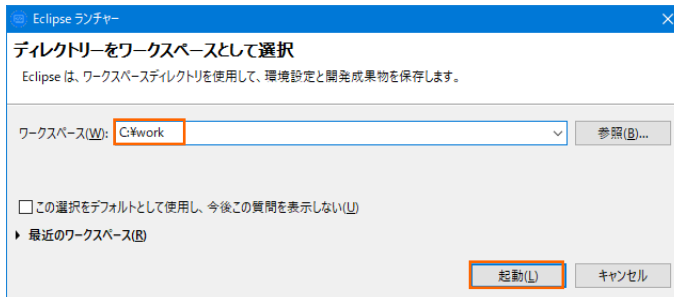 Eclipse ランチャー
ディレクトリーをワークスペースとして選択
Eclipse は、ワークスペースディレクトリを使用して、環境設定と開発成果物を保存します。
ワークスペース(W): C:¥work 参照(B)...
この選択をデフォルトとして使用し、今後この質問を表示しない(U)
最近のワークスペース(R)
起動(L) キャンセル